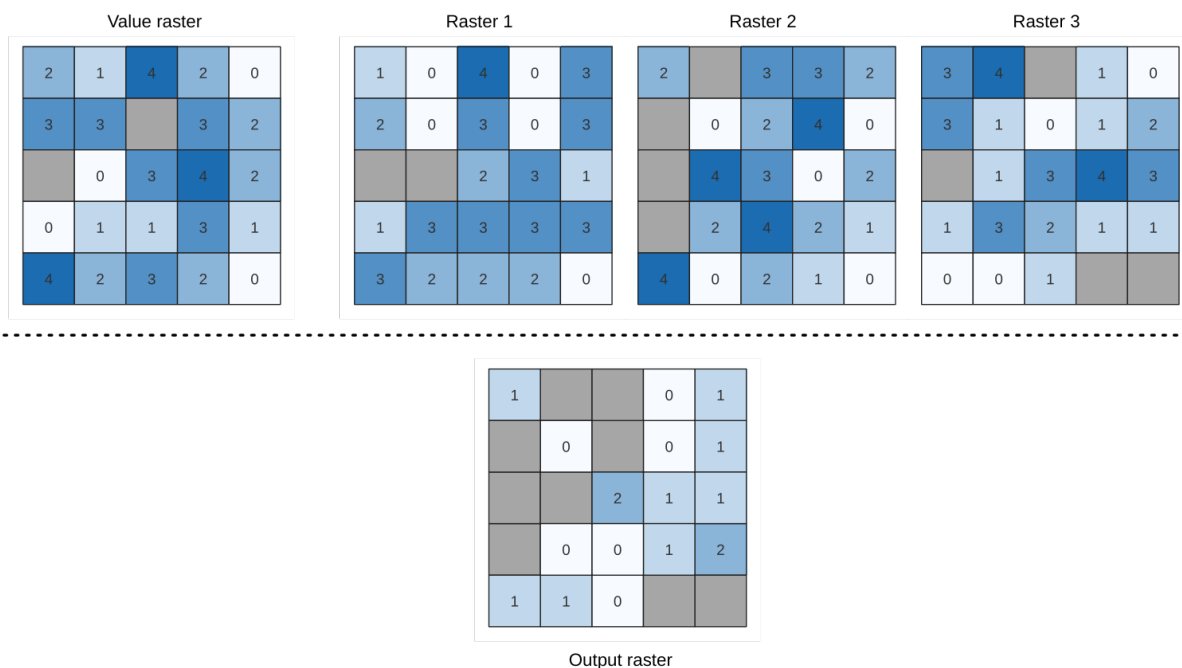 Value raster Raster 1 Raster 2 Raster 3
2 1 4 2 0 1 0 4 0 3 2 3 3 2 3 4 1 0
3 3 3 2 2 0 3 0 3 0 2 4 0 3 1 0 1 2
0 3 4 2 2 3 1 4 3 0 2 1 3 4 3
0 1 1 3 1 1 3 3 3 3 2 4 2 1 1 3 2 1 1
4 2 3 2 0 3 2 2 2 0 4 0 2 1 0 0 0 1
1 0 1
0 0 1
2 1 1
0 0 1 2
1 1 0
Output raster